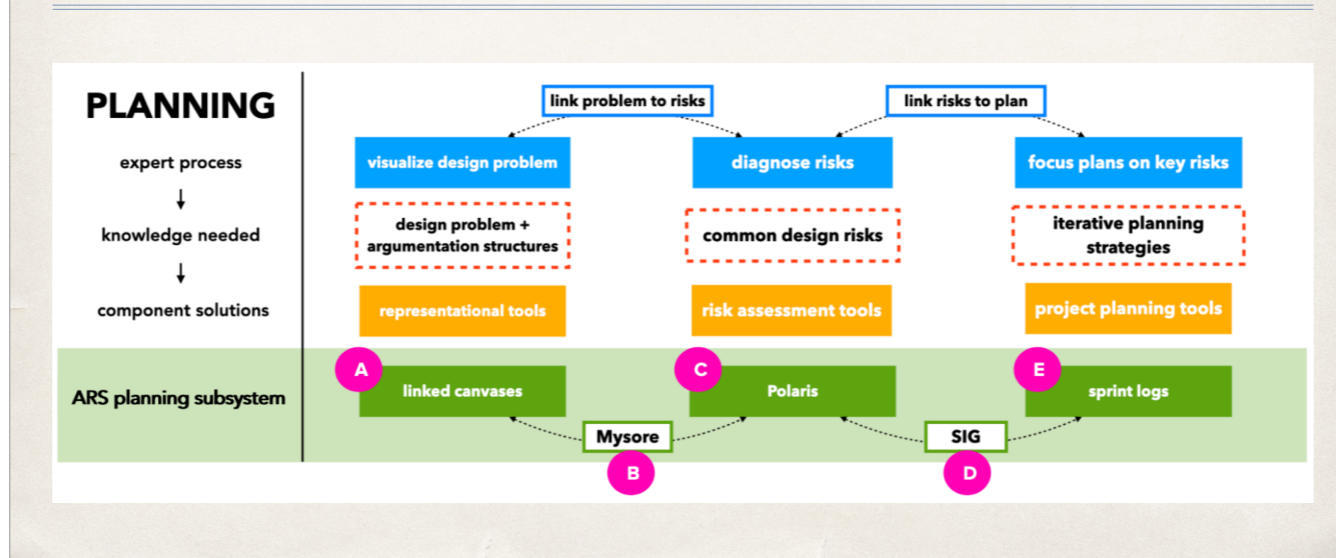 link problem to risks
link risks to plan
PLANNING
expert process
visualize design problem
diagnose risks
focus plans on key risks
knowledge needed
design problem +
argumentation structures
common design risks
iterative planning
strategies
component solutions
representational tools
risk assessment tools
project planning tools
ARS planning subsystem
A
linked canvases
C
Polaris
E
sprint logs
Mysore
B
SIG
D